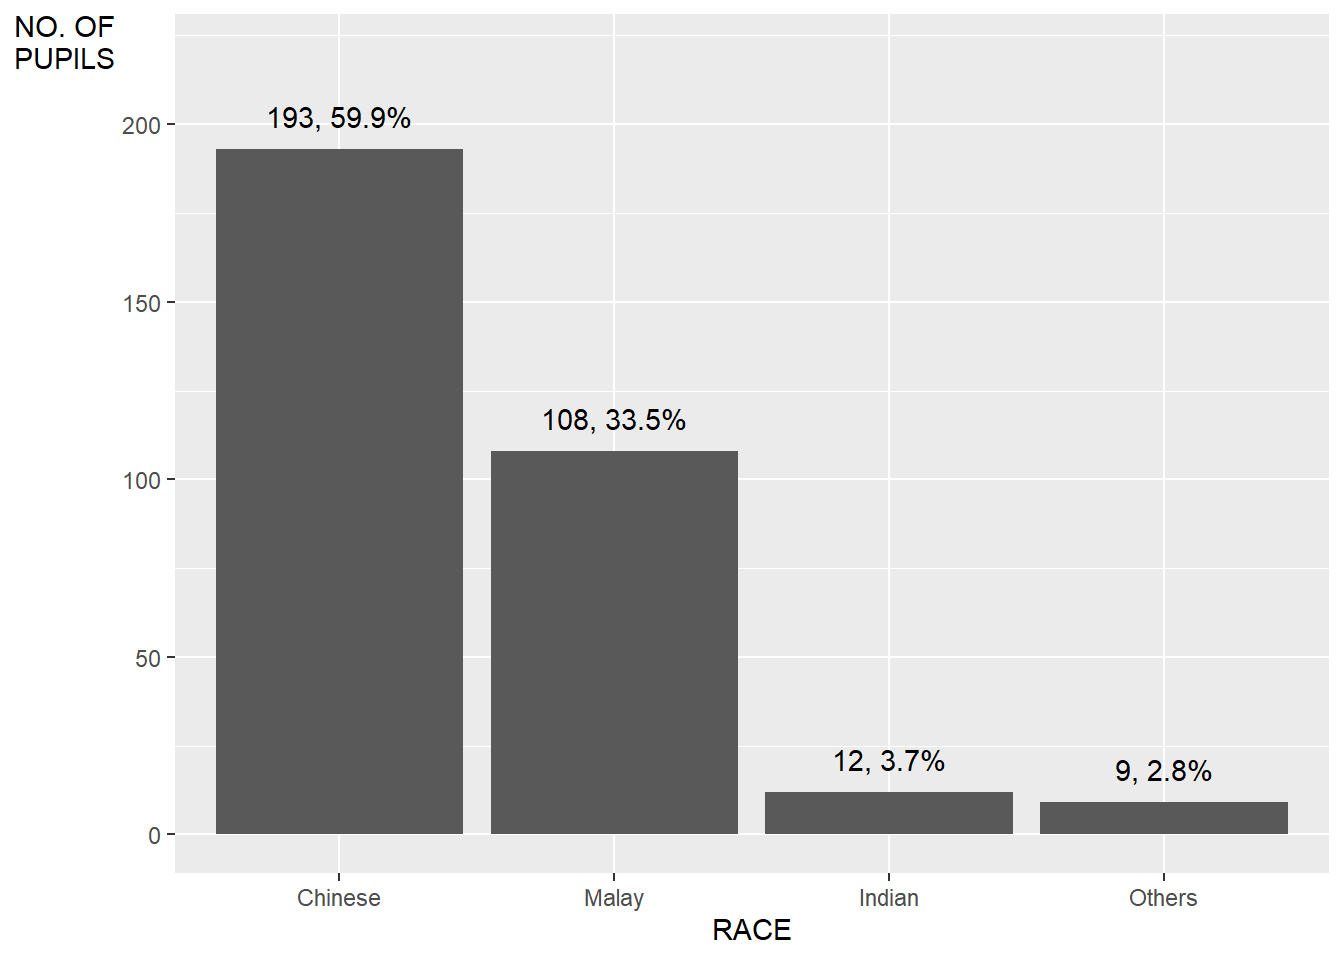 NO. OF
PUPILS
193, 59.9%
200
150
108, 33.5%
100
50
12, 3.7%
9, 2.8%
0
Chinese Malay Indian Others
RACE